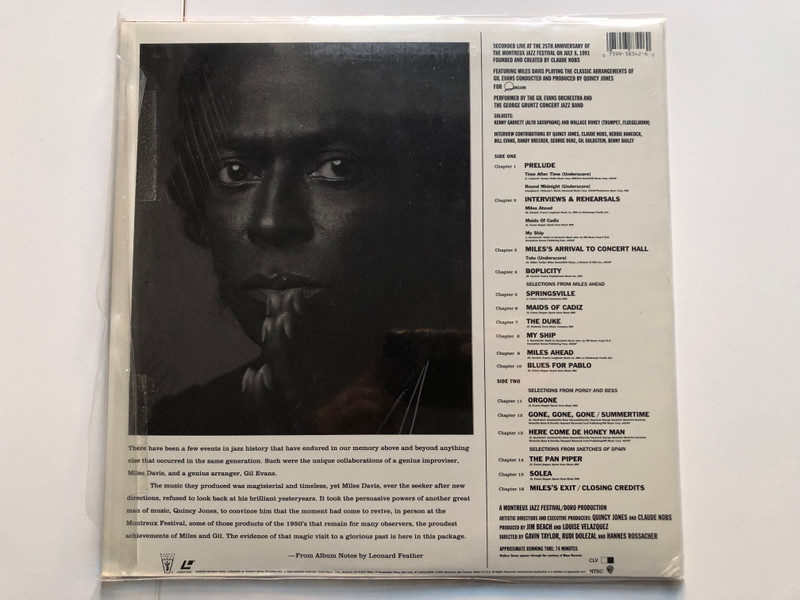 There have been a few events in jazz history that have endured in our memory above and beyond anything
else that occurred in the same generation. Such were the unique collaborations of a genius improviser,
Miles Davis, and a genius arranger, Gil Evans.
The music they produced was magisterial and timeless, yet Miles Davis, ever the seeker after new
directions, refused to look back at his brilliant yesteryears. It took the persuasive powers of another great
man of music, Quincy Jones, to convince him that the moment had come to revive, in person at the
Montreux Festival, some of those products of the 1950's that remain for many observers, the proudest
achievements of Miles and Gil. The evidence of that magic visit to a glorious past is here in this package.
—From Album Notes by Leonard Feather
RECORDED LIVE AT THE 25TH ANNIVERSARY OF
THE MONTREUX JAZZ FESTIVAL ON JULY 8, 1991
FOUNDED AND CREATED BY CLAUDE NOBS
7599-38342-6
FEATURING MILES DAVIS PLAYING THE CLASSIC ARRANGEMENTS OF
GIL EVANS CONDUCTED AND PRODUCED BY QUINCY JONES
FOR
PERFORMED BY THE GIL EVANS ORCHESTRA AND
THE GEORGE GRUNTZ CONCERT JAZZ BAND
SOLOISTS:
KENNY GARRETT (ALTO SAXOPHONE) AND WALLACE RONEY (TRUMPET, FLUEGELHORN)
INTERVIEW CONTRIBUTIONS BY QUINCY JONES, CLAUDE NOBS, HERBIE HANCOCK,
BILL EVANS, RANDY BRECKER, GEORGE DUKE, GIL GOLDSTEIN, BENNY BAILEY
SIDE ONE
Chapter 1 PRELUDE
Time After Time (Underscore)
Round Midnight (Underscore)
Chapter 2 INTERVIEWS & REHEARSALS
Miles Ahead
Maids Of Cadiz
My Ship
Chapter 3 MILES'S ARRIVAL TO CONCERT HALL
Tutu (Underscore)
Chapter 4 BOPLICITY
SELECTIONS FROM MILES AHEAD
Chapter 5 SPRINGSVILLE
Chapter 6 MAIDS OF CADIZ
Chapter 7 THE DUKE
Chapter 8 MY SHIP
Chapter 9 MILES AHEAD
Chapter 10 BLUES FOR PABLO
SIDE TWO
SELECTIONS FROM PORGY AND BESS
Chapter 11 ORGONE
Chapter 12 GONE, GONE, GONE / SUMMERTIME
Chapter 13 HERE COME DE HONEY MAN
SELECTIONS FROM SKETCHES OF SPAIN
Chapter 14 THE PAN PIPER
Chapter 15 SOLEA
Chapter 16 MILES'S EXIT / CLOSING CREDITS
A MONTREUX JAZZ FESTIVAL/DORO PRODUCTION
ARTISTIC DIRECTORS AND EXECUTIVE PRODUCERS: QUINCY JONES AND CLAUDE NOBS
PRODUCED BY JIM BEACH AND LOUISE VELAZQUEZ
DIRECTED BY GAVIN TAYLOR, RUDI DOLEZAL AND HANNES ROSSACHER
APPROXIMATE RUNNING TIME: 74 MINUTES
CLV
NTSC